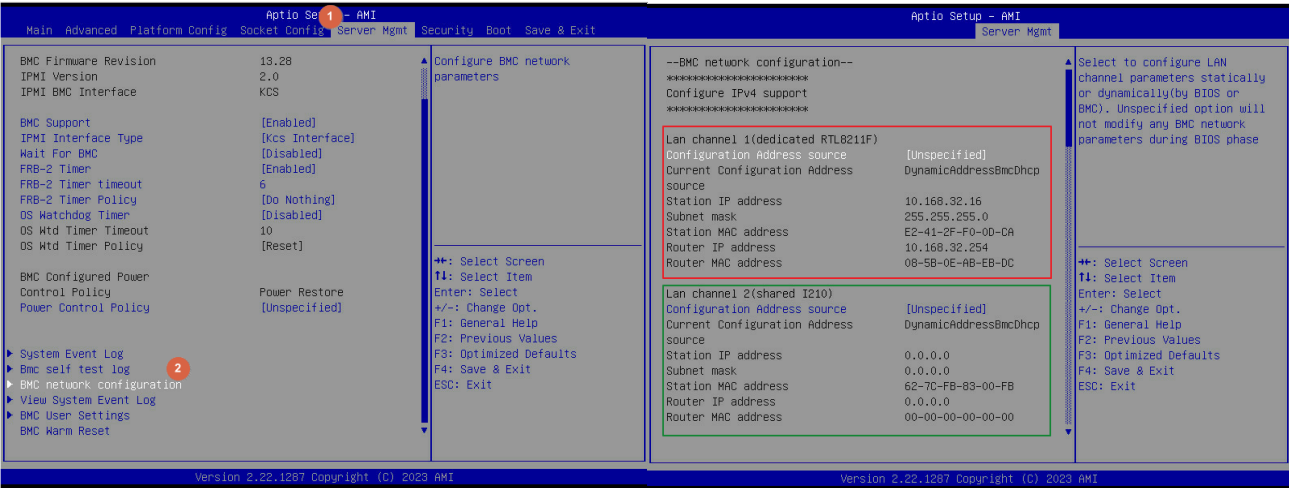 Aptio Setup – AMI
1
Main Advanced Platform Config Socket Config Server Mgmt Security Boot Save & Exit
BMC Firmware Revision 13.28
IPMI Version 2.0
IPMI BMC Interface KCS
BMC Support [Enabled]
IPMI Interface Type [Kcs Interface]
Wait For BMC [Disabled]
FRB-2 Timer [Enabled]
FRB-2 Timer timeout 6
FRB-2 Timer Policy [Do Nothing]
OS Watchdog Timer [Disabled]
OS Wtd Timer Timeout 10
OS Wtd Timer Policy [Reset]
BMC Configured Power
Control Policy Power Restore
Power Control Policy [Unspecified]
System Event Log
Bmc self test log
2
BMC network configuration
View System Event Log
BMC User Settings
BMC Warm Reset
Configure BMC network
parameters
→←: Select Screen
↑↓: Select Item
Enter: Select
+/-: Change Opt.
F1: General Help
F2: Previous Values
F3: Optimized Defaults
F4: Save & Exit
ESC: Exit
Version 2.22.1287 Copyright (C) 2023 AMI
Aptio Setup – AMI
Server Mgmt
--BMC network configuration--
***********************
Configure IPv4 support
***********************
Lan channel 1(dedicated RTL8211F)
Configuration Address source [Unspecified]
Current Configuration Address DynamicAddressBmcDhcp
source
Station IP address 10.168.32.16
Subnet mask 255.255.255.0
Station MAC address E2-41-2F-F0-0D-CA
Router IP address 10.168.32.254
Router MAC address 08-5B-0E-AB-EB-DC
Lan channel 2(shared I210)
Configuration Address source [Unspecified]
Current Configuration Address DynamicAddressBmcDhcp
source
Station IP address 0.0.0.0
Subnet mask 0.0.0.0
Station MAC address 62-7C-FB-83-00-FB
Router IP address 0.0.0.0
Router MAC address 00-00-00-00-00-00
Select to configure LAN
channel parameters statically
or dynamically(by BIOS or
BMC). Unspecified option will
not modify any BMC network
parameters during BIOS phase
→←: Select Screen
↑↓: Select Item
Enter: Select
+/-: Change Opt.
F1: General Help
F2: Previous Values
F3: Optimized Defaults
F4: Save & Exit
ESC: Exit
Version 2.22.1287 Copyright (C) 2023 AMI